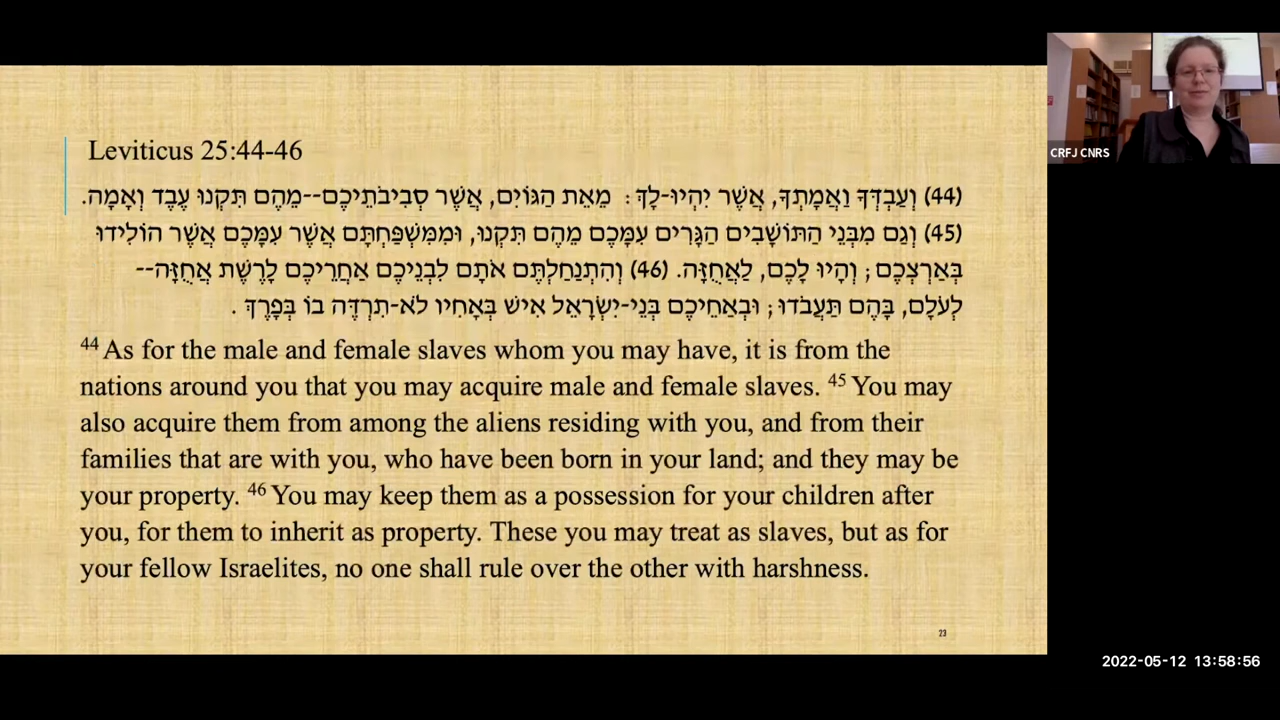 Leviticus 25:44-46
(44) וְעַבְדְּךָ וַאֲמָתְךָ, אֲשֶׁר יִהְיוּ-לָךְ: מֵאֵת הַגּוֹיִם, אֲשֶׁר סְבִיבֹתֵיכֶם--מֵהֶם תִּקְנוּ עֶבֶד וְאָמָה.
(45) וְגַם מִבְּנֵי הַתּוֹשָׁבִים הַגָּרִים עִמָּכֶם מֵהֶם תִּקְנוּ, וּמִמִּשְׁפַּחְתָּם אֲשֶׁר עִמָּכֶם אֲשֶׁר הוֹלִידוּ
בְּאַרְצְכֶם; וְהָיוּ לָכֶם, לַאֲחֻזָּה. (46) וְהִתְנַחַלְתֶּם אֹתָם לִבְנֵיכֶם אַחֲרֵיכֶם לָרֶשֶׁת אֲחֻזָּה--
לְעֹלָם, בָּהֶם תַּעֲבֹדוּ; וּבְאַחֵיכֶם בְּנֵי-יִשְׂרָאֵל אִישׁ בְּאָחִיו לֹא-תִרְדֶּה בוֹ בְּפָרֶךְ.
44 As for the male and female slaves whom you may have, it is from the
nations around you that you may acquire male and female slaves. 45 You may
also acquire them from among the aliens residing with you, and from their
families that are with you, who have been born in your land; and they may be
your property. 46 You may keep them as a possession for your children after
you, for them to inherit as property. These you may treat as slaves, but as for
your fellow Israelites, no one shall rule over the other with harshness.
23
CRFJ CNRS
2022-05-12 13:58:56